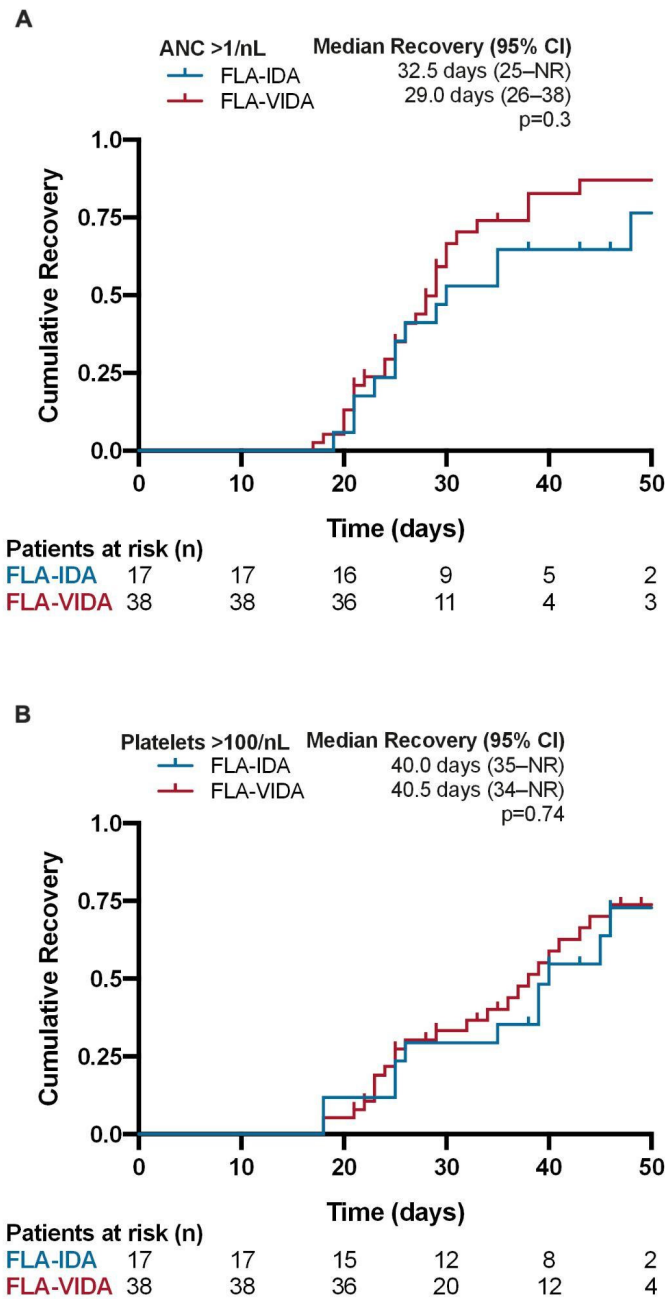 A
ANC >1/nL Median Recovery (95% CI)
FLA-IDA 32.5 days (25–NR)
FLA-VIDA 29.0 days (26–38)
p=0.3
1.0
0.75
0.5
0.25
0.0
Cumulative Recovery
0 10 20 30 40 50
Time (days)
Patients at risk (n)
FLA-IDA 17 17 16 9 5 2
FLA-VIDA 38 38 36 11 4 3
B
Platelets >100/nL Median Recovery (95% CI)
FLA-IDA 40.0 days (35–NR)
FLA-VIDA 40.5 days (34–NR)
p=0.74
1.0
0.75
0.5
0.25
0.0
Cumulative Recovery
0 10 20 30 40 50
Time (days)
Patients at risk (n)
FLA-IDA 17 17 15 12 8 2
FLA-VIDA 38 38 36 20 12 4